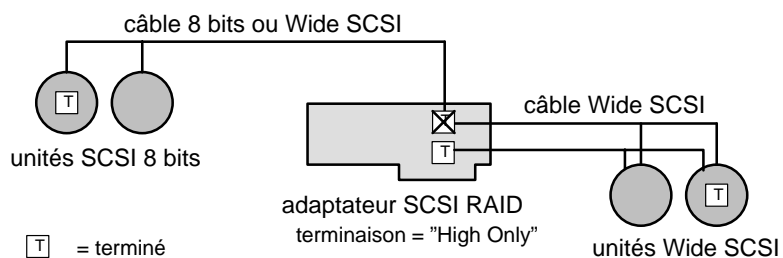 câble 8 bits ou Wide SCSI
T
unités SCSI 8 bits
T
T
câble Wide SCSI
T
adaptateur SCSI RAID
terminaison = ”High Only”
unités Wide SCSI
T = terminé